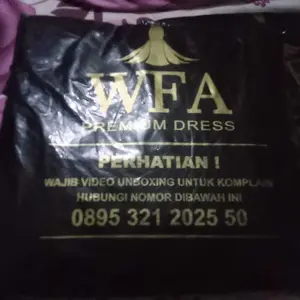 WFA
PREMIUM DRESS
PERHATIAN !
WAJIB VIDEO UNBOXING UNTUK KOMPLAIN
HUBUNGI NOMOR DIBAWAH INI
0895 321 2025 50